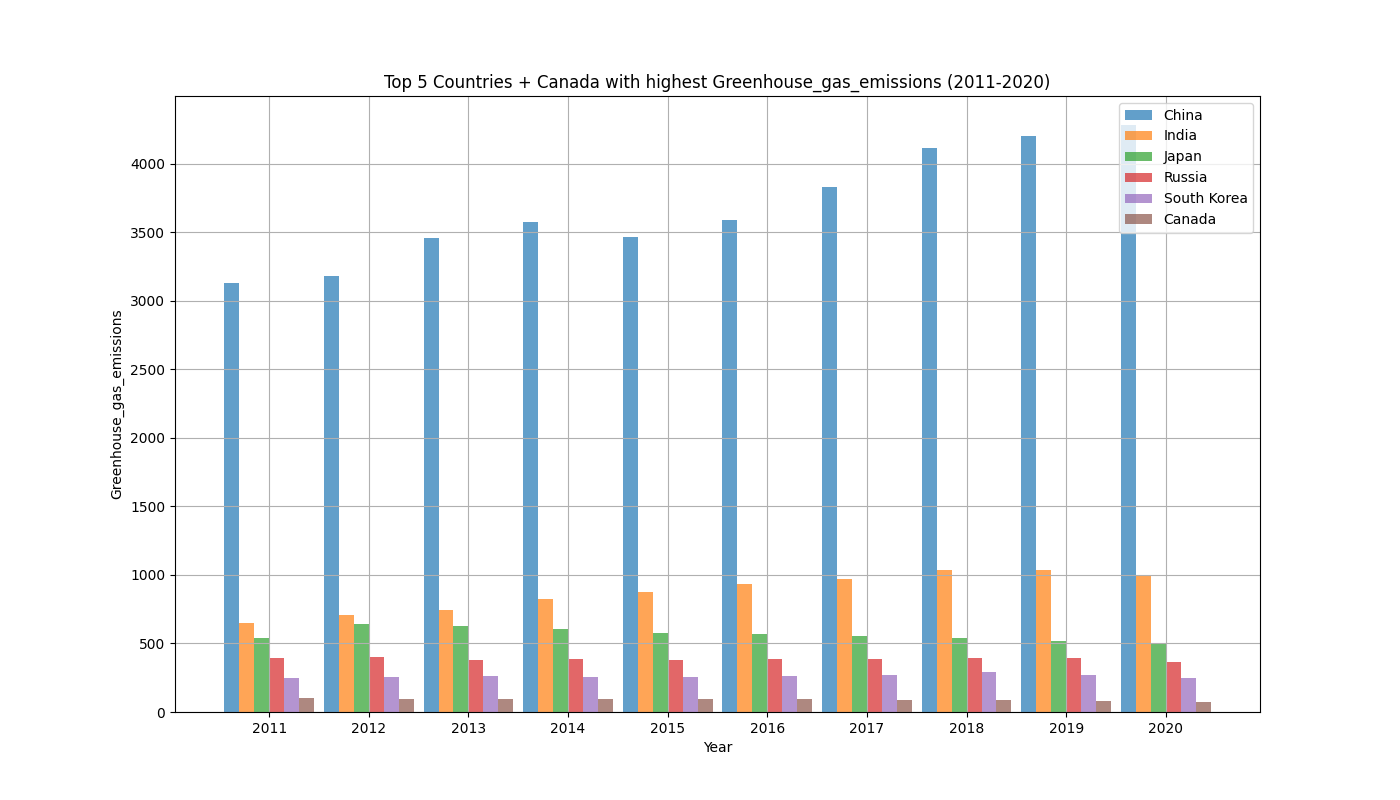 Top 5 Countries + Canada with highest Greenhouse_gas_emissions (2011-2020)
China
India
Japan
Russia
South Korea
Canada
Greenhouse_gas_emissions
4000
3500
3000
2500
2000
1500
1000
500
0
2011 2012 2013 2014 2015 2016 2017 2018 2019 2020
Year